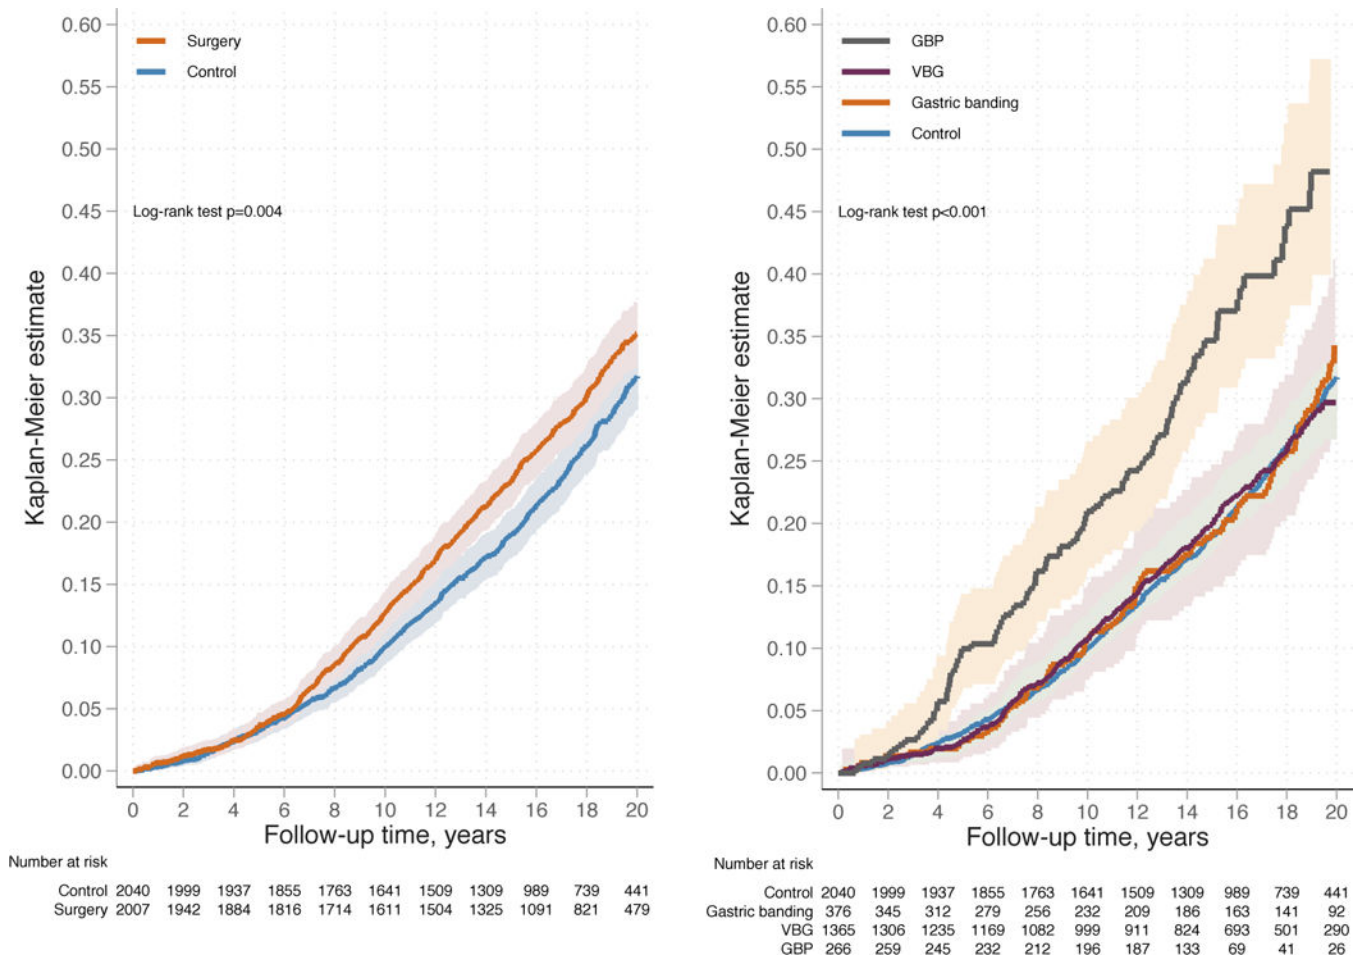 0.60
0.55
0.50
0.45
0.40
0.35
0.30
0.25
0.20
0.15
0.10
0.05
0.00
Kaplan-Meier estimate
Surgery
Control
Log-rank test p=0.004
0 2 4 6 8 10 12 14 16 18 20
Follow-up time, years
Number at risk
Control 2040 1999 1937 1855 1763 1641 1509 1309 989 739 441
Surgery 2007 1942 1884 1816 1714 1611 1504 1325 1091 821 479
0.60
0.55
0.50
0.45
0.40
0.35
0.30
0.25
0.20
0.15
0.10
0.05
0.00
Kaplan-Meier estimate
GBP
VBG
Gastric banding
Control
Log-rank test p<0.001
0 2 4 6 8 10 12 14 16 18 20
Follow-up time, years
Number at risk
Control 2040 1999 1937 1855 1763 1641 1509 1309 989 739 441
Gastric banding 376 345 312 279 256 232 209 186 163 141 92
VBG 1365 1306 1235 1169 1082 999 911 824 693 501 290
GBP 266 259 245 232 212 196 187 133 69 41 26